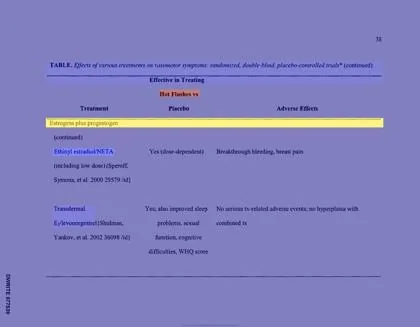 38
TABLE. Effects of various treatments on vasomotor symptoms: randomized, double-blind, placebo-controlled trials* (continued)
Effective in Treating
Hot Flashes vs
Treatment Placebo Adverse Effects
Estrogens plus progestogen
(continued)
Ethinyl estradiol/NETA Yes (dose-dependent) Breakthrough bleeding, breast pain
(including low dose){Speroff,
Symons, et al. 2000 29579 /id}
Transdermal Yes; also improved sleep No serious tx-related adverse events; no hyperplasia with
E2/levonorgestrel{Shulman, problems, sexual combined tx
Yankov, et al. 2002 36098 /id} function, cognitive
difficulties, WHQ score
DWRITE 077539